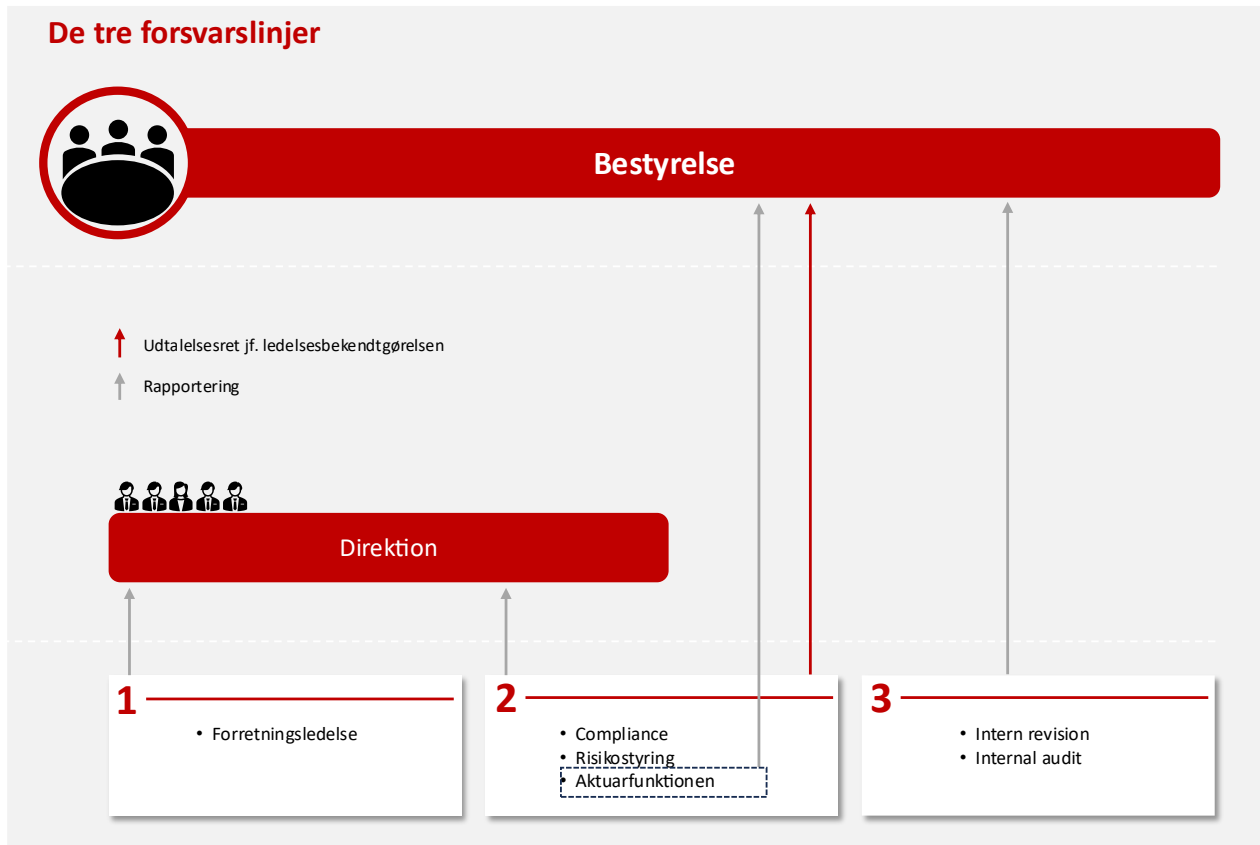 De tre forsvarslinjer
Bestyrelse
Udtalelsesret jf. ledelsesbekendtgørelsen
Rapportering
Direktion
1
• Forretningsledelse
2
• Compliance
• Risikostyring
• Aktuarfunktionen
3
• Intern revision
• Internal audit